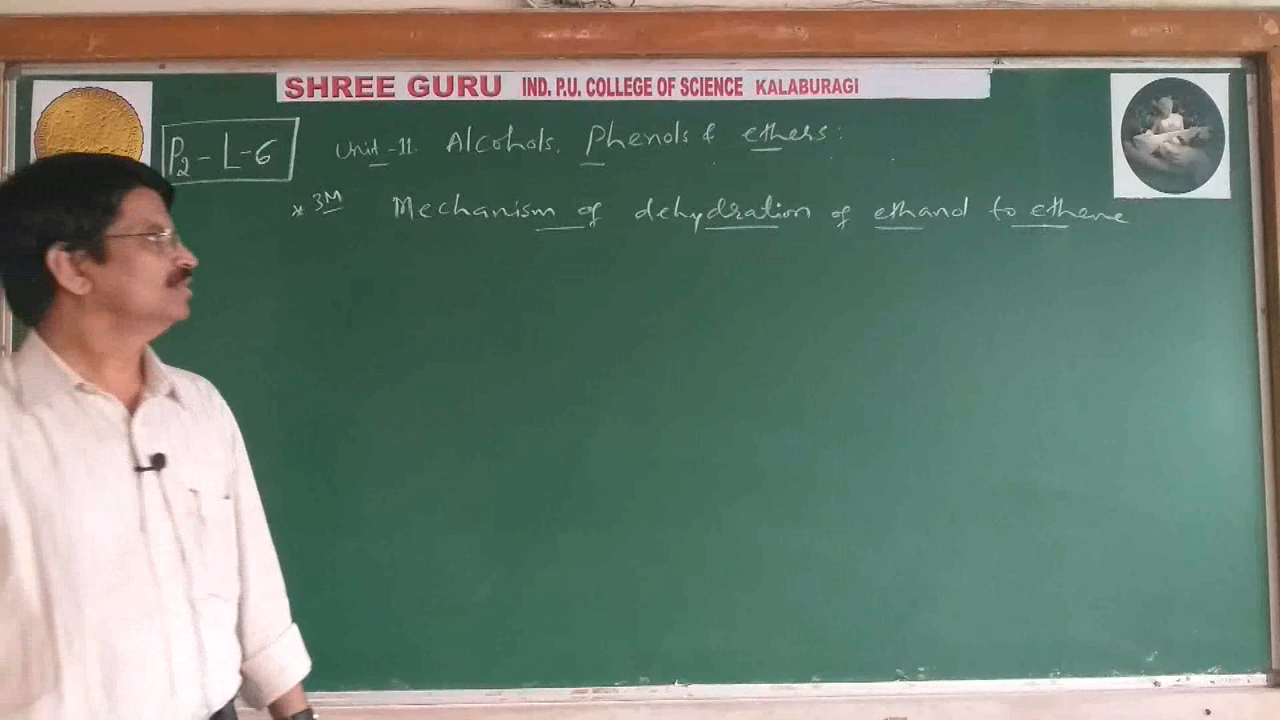 SHREE GURU IND. P.U. COLLEGE OF SCIENCE KALABURAGI
P2 - L-6
Unit -11. Alcohols, Phenols & ethers:
* 3M Mechanism of dehydration of ethanol to ethene